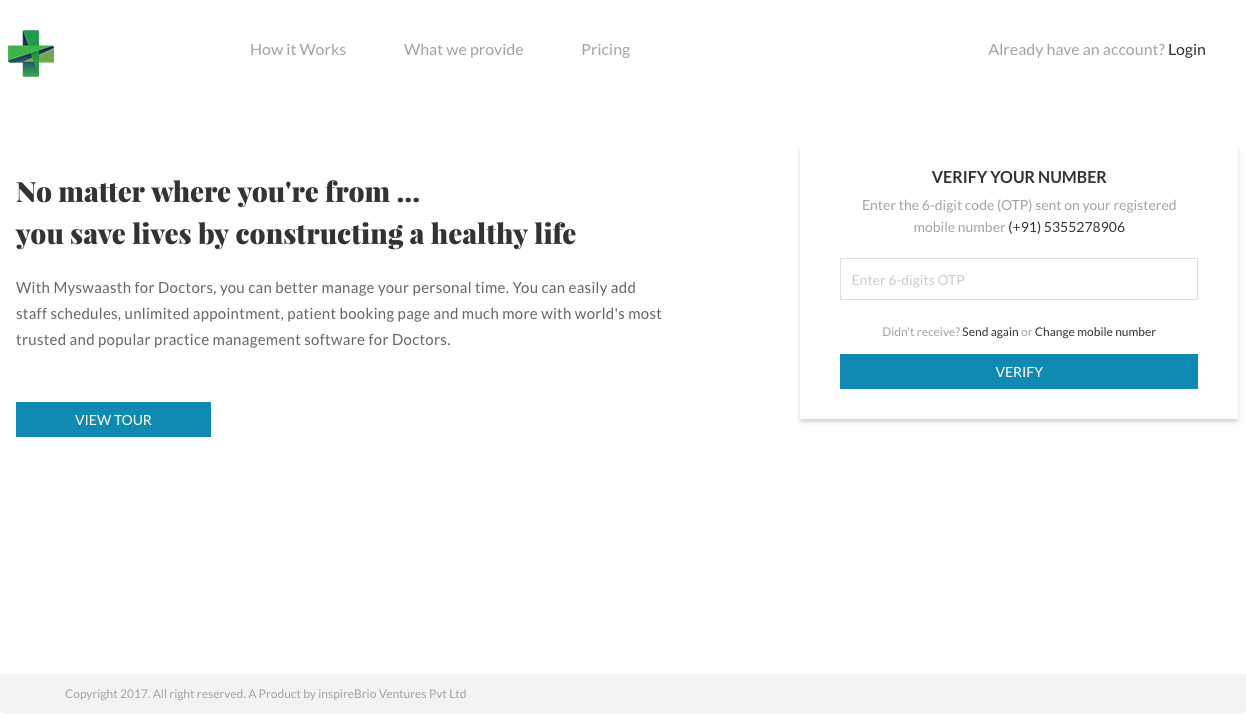 How it Works
What we provide
Pricing
Already have an account? Login
No matter where you're from ...
you save lives by constructing a healthy life
With Myswaasth for Doctors, you can better manage your personal time. You can easily add
staff schedules, unlimited appointment, patient booking page and much more with world's most
trusted and popular practice management software for Doctors.
VIEW TOUR
VERIFY YOUR NUMBER
Enter the 6-digit code (OTP) sent on your registered
mobile number (+91) 5355278906
Enter 6-digits OTP
Didn't receive? Send again or Change mobile number
VERIFY
Copyright 2017. All right reserved. A Product by inspireBrio Ventures Pvt Ltd